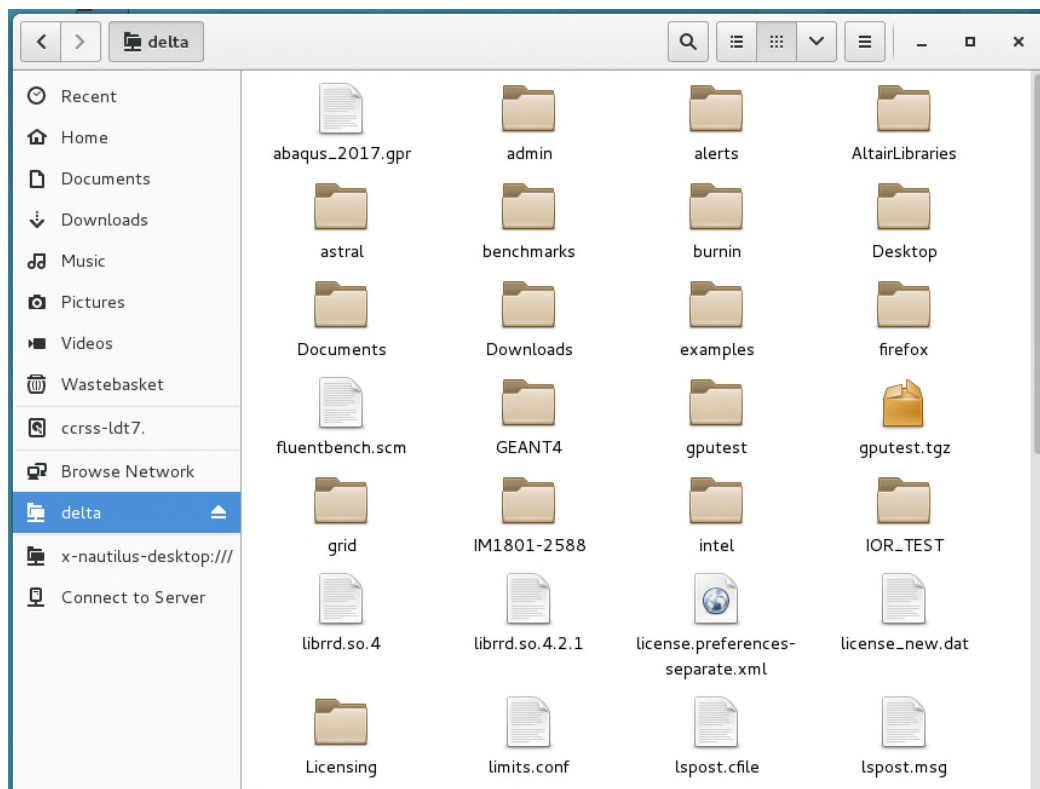 delta
Recent
Home
Documents
Downloads
Music
Pictures
Videos
Wastebasket
ccrss-ldt7.
Browse Network
delta
x-nautilus-desktop:///
Connect to Server
abaqus_2017.gpr
admin
alerts
AltairLibraries
astral
benchmarks
burnin
Desktop
Documents
Downloads
examples
firefox
fluentbench.scm
GEANT4
gputest
gputest.tgz
grid
IM1801-2588
intel
IOR_TEST
librrd.so.4
librrd.so.4.2.1
license.preferences-
separate.xml
license_new.dat
Licensing
limits.conf
lspost.cfile
lspost.msg